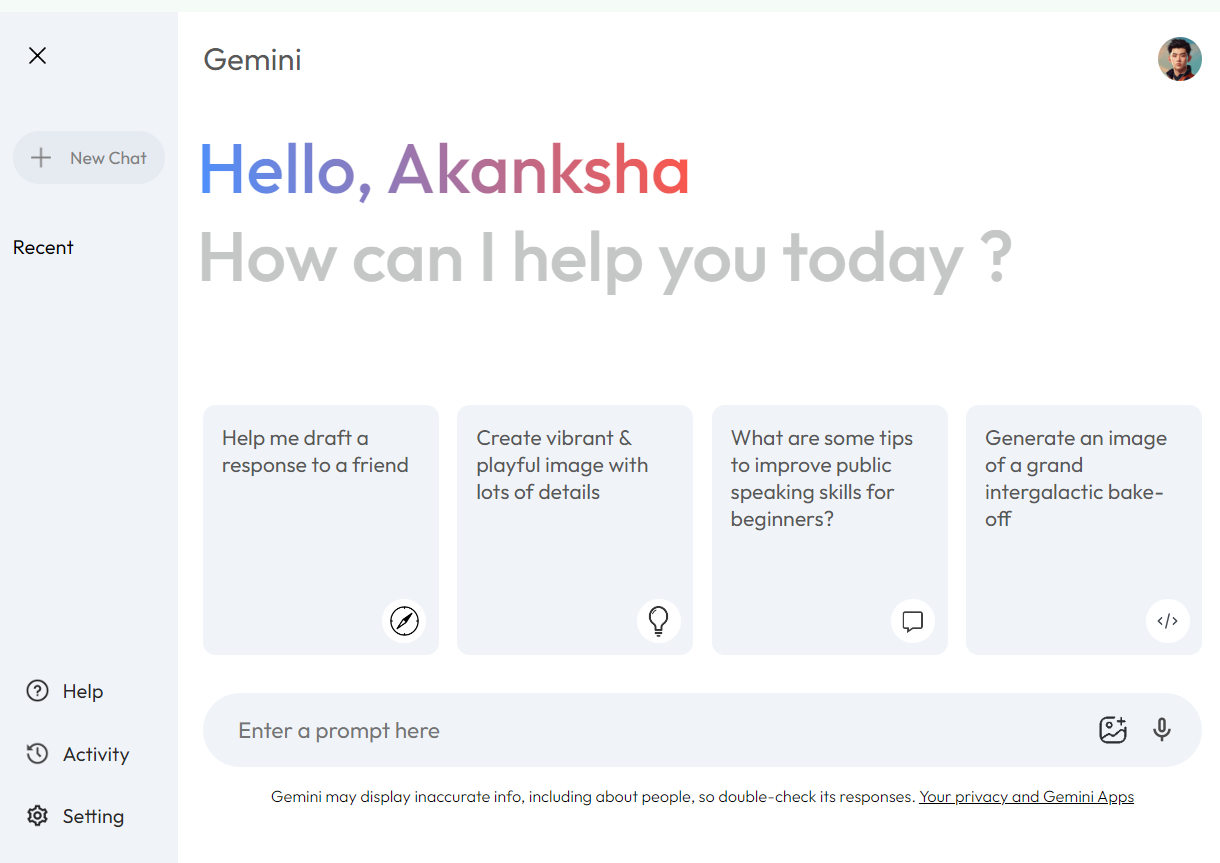 Gemini
New Chat
Recent
Hello, Akanksha
How can I help you today ?
Help me draft a
response to a friend
Create vibrant &
playful image with
lots of details
What are some tips
to improve public
speaking skills for
beginners?
Generate an image
of a grand
intergalactic bake-
off
</>
Help
Activity
Setting
Enter a prompt here
Gemini may display inaccurate info, including about people, so double-check its responses. Your privacy and Gemini Apps